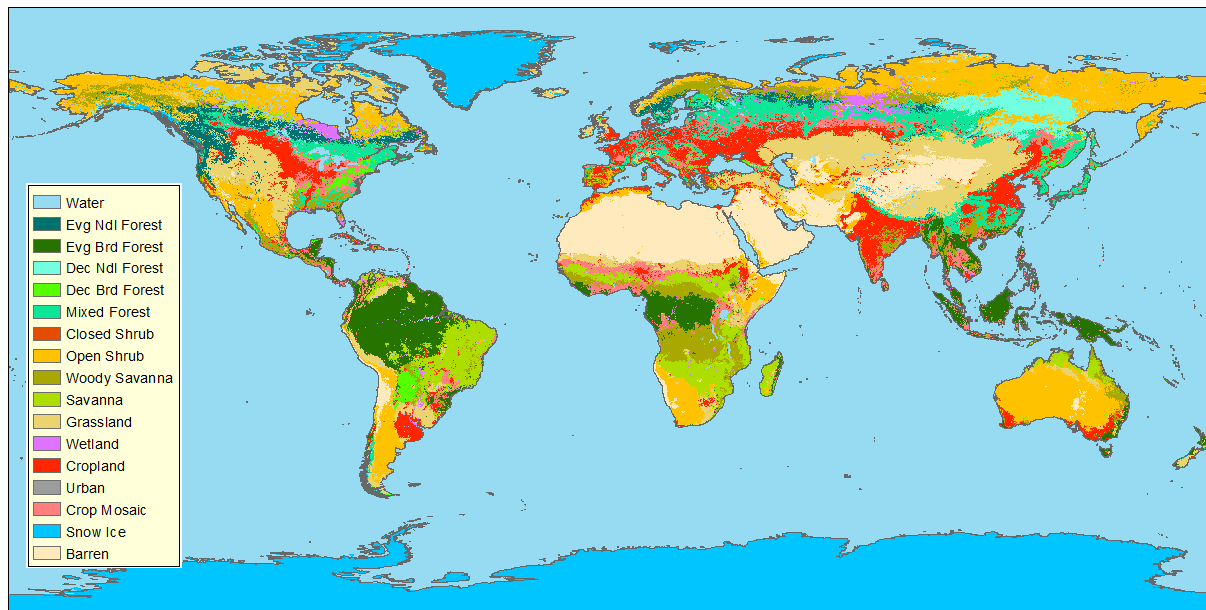 Water
Evg Ndl Forest
Evg Brd Forest
Dec Ndl Forest
Dec Brd Forest
Mixed Forest
Closed Shrub
Open Shrub
Woody Savanna
Savanna
Grassland
Wetland
Cropland
Urban
Crop Mosaic
Snow Ice
Barren